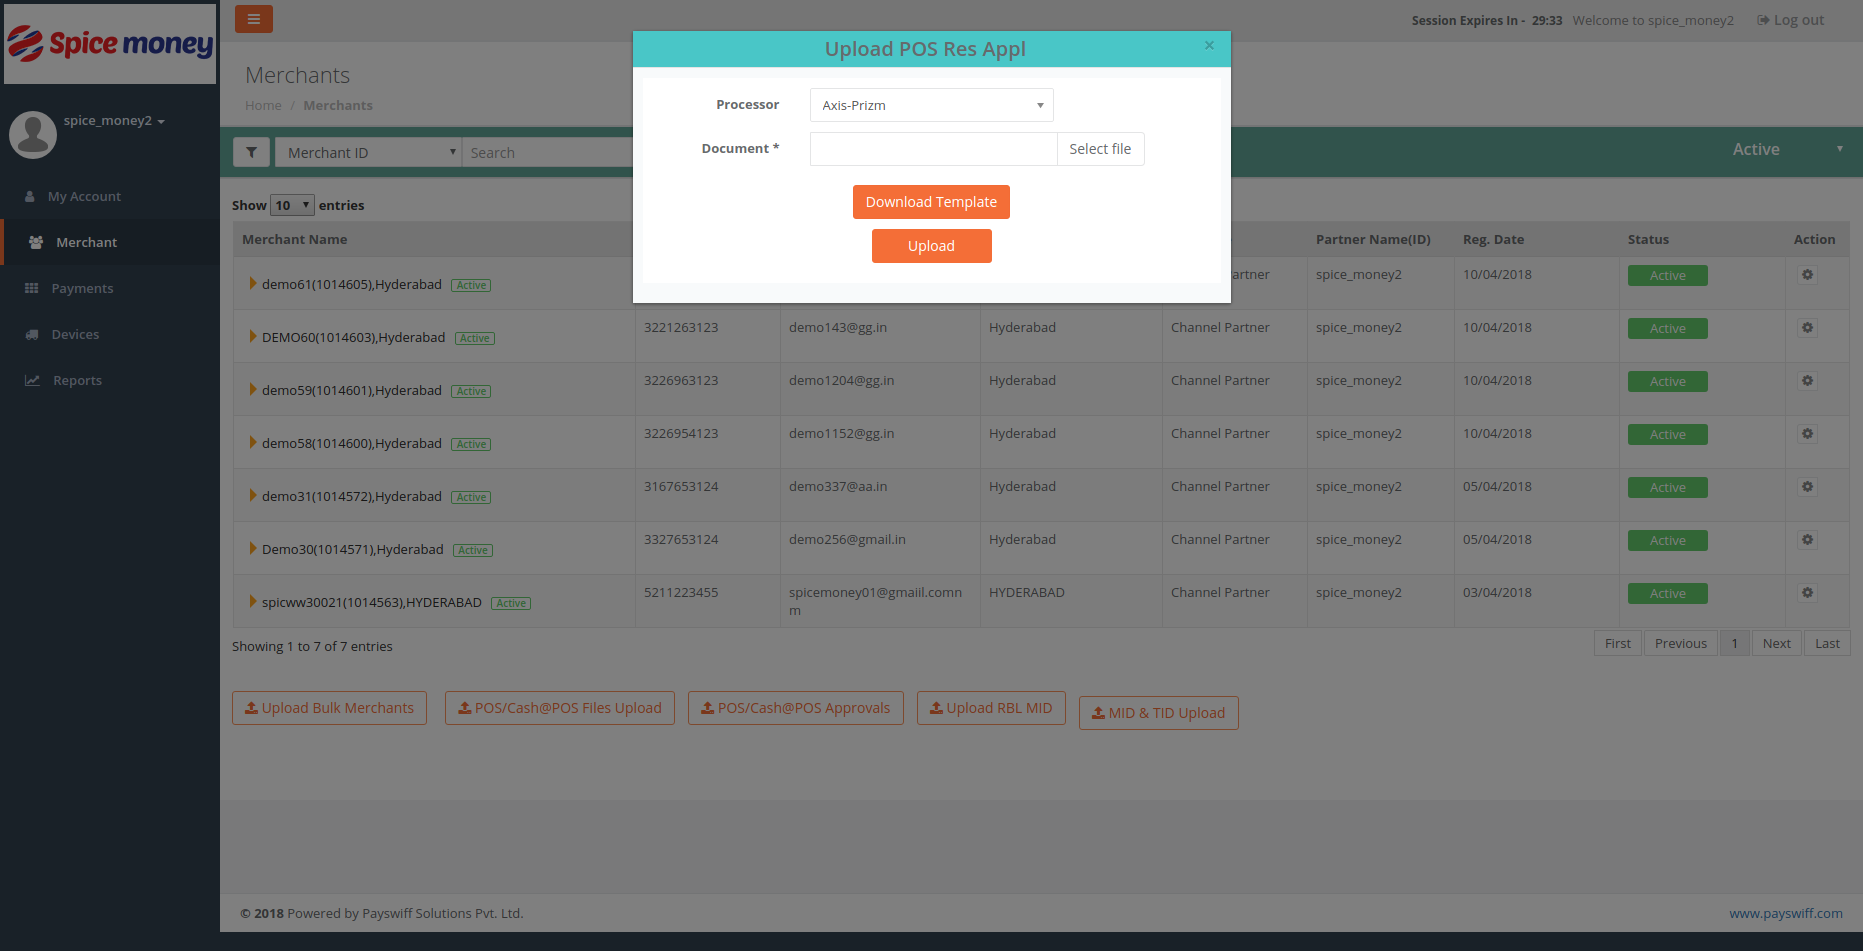 Spice money
Session Expires In - 29:33 Welcome to spice_money2 Log out
Upload POS Res Appl ×
Processor Axis-Prizm
Document * Select file
Download Template
Upload
spice_money2
My Account
Merchant
Payments
Devices
Reports
Merchants
Home / Merchants
Merchant ID Search Active
Show 10 entries
Merchant Name Partner Name(ID) Reg. Date Status Action
demo61(1014605),Hyderabad Active artner spice_money2 10/04/2018 Active
DEMO60(1014603),Hyderabad Active 3221263123 demo143@gg.in Hyderabad Channel Partner spice_money2 10/04/2018 Active
demo59(1014601),Hyderabad Active 3226963123 demo1204@gg.in Hyderabad Channel Partner spice_money2 10/04/2018 Active
demo58(1014600),Hyderabad Active 3226954123 demo1152@gg.in Hyderabad Channel Partner spice_money2 10/04/2018 Active
demo31(1014572),Hyderabad Active 3167653124 demo337@aa.in Hyderabad Channel Partner spice_money2 05/04/2018 Active
Demo30(1014571),Hyderabad Active 3327653124 demo256@gmail.in Hyderabad Channel Partner spice_money2 05/04/2018 Active
spicww30021(1014563),HYDERABAD Active 5211223455 spicemoney01@gmaiil.comn HYDERABAD Channel Partner spice_money2 03/04/2018 Active
m
Showing 1 to 7 of 7 entries First Previous 1 Next Last
Upload Bulk Merchants POS/Cash@POS Files Upload POS/Cash@POS Approvals Upload RBL MID MID & TID Upload
© 2018 Powered by Payswiff Solutions Pvt. Ltd. www.payswiff.com